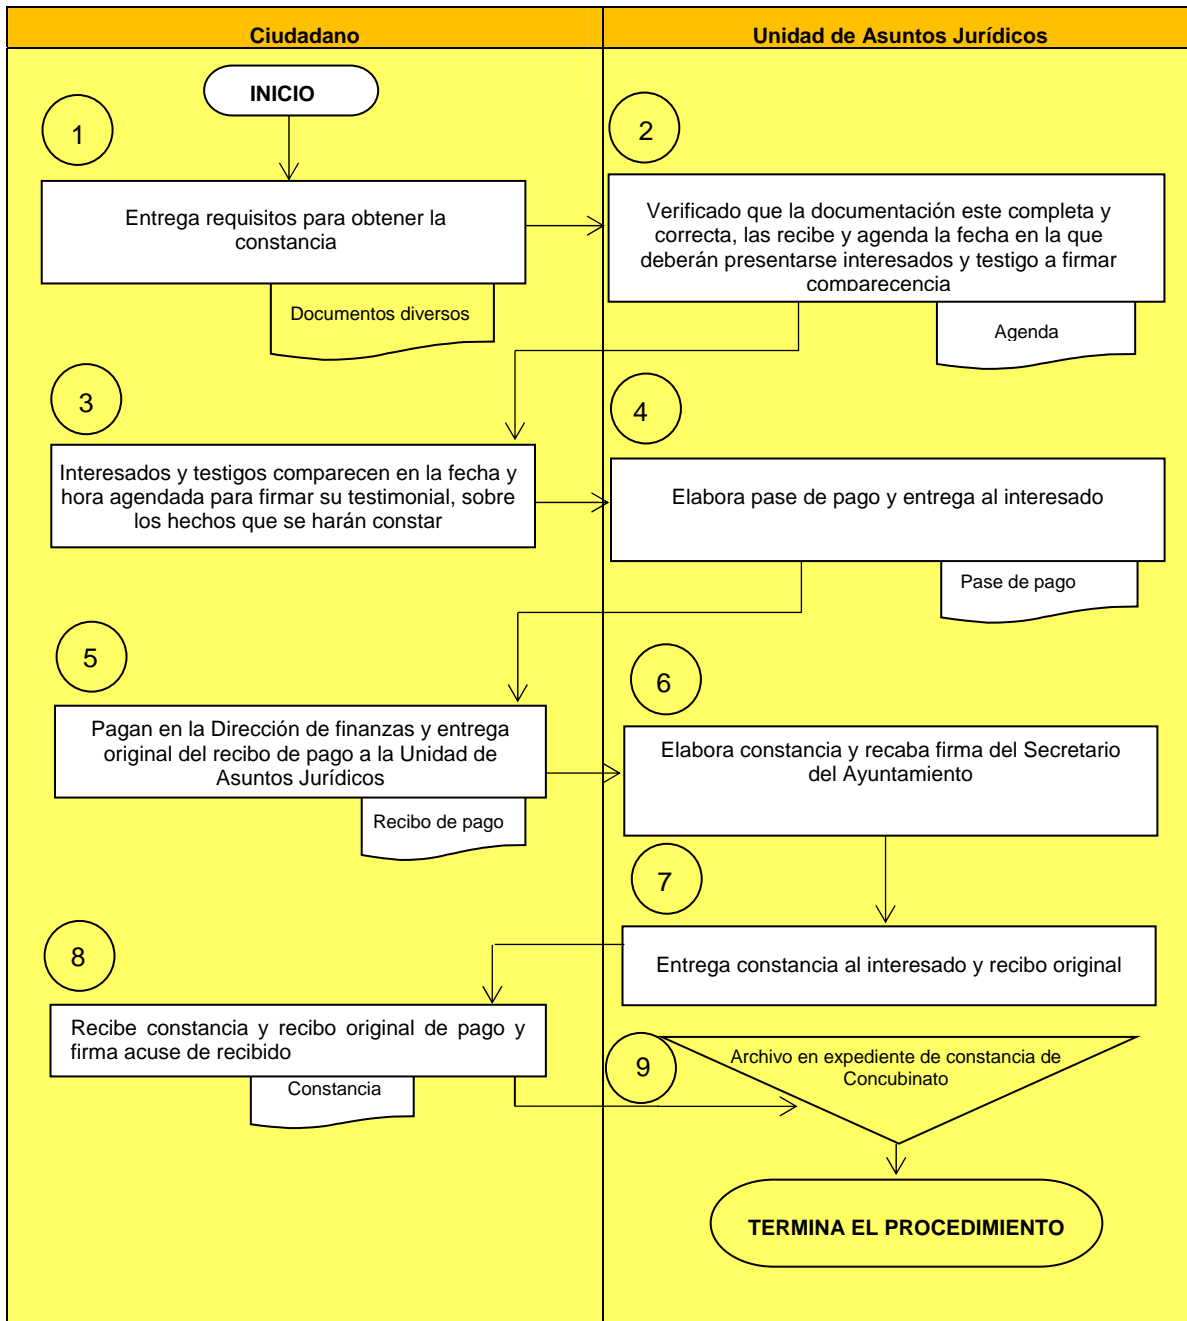 Ciudadano
Unidad de Asuntos Jurídicos
INICIO
1
Entrega requisitos para obtener la
constancia
Documentos diversos
2
Verificado que la documentación este completa y
correcta, las recibe y agenda la fecha en la que
deberán presentarse interesados y testigo a firmar
comparecencia
Agenda
3
Interesados y testigos comparecen en la fecha y
hora agendada para firmar su testimonial, sobre
los hechos que se harán constar
4
Elabora pase de pago y entrega al interesado
Pase de pago
5
Pagan en la Dirección de finanzas y entrega
original del recibo de pago a la Unidad de
Asuntos Jurídicos
Recibo de pago
6
Elabora constancia y recaba firma del Secretario
del Ayuntamiento
7
Entrega constancia al interesado y recibo original
8
Recibe constancia y recibo original de pago y
firma acuse de recibido
Constancia
9
Archivo en expediente de constancia de
Concubinato
TERMINA EL PROCEDIMIENTO